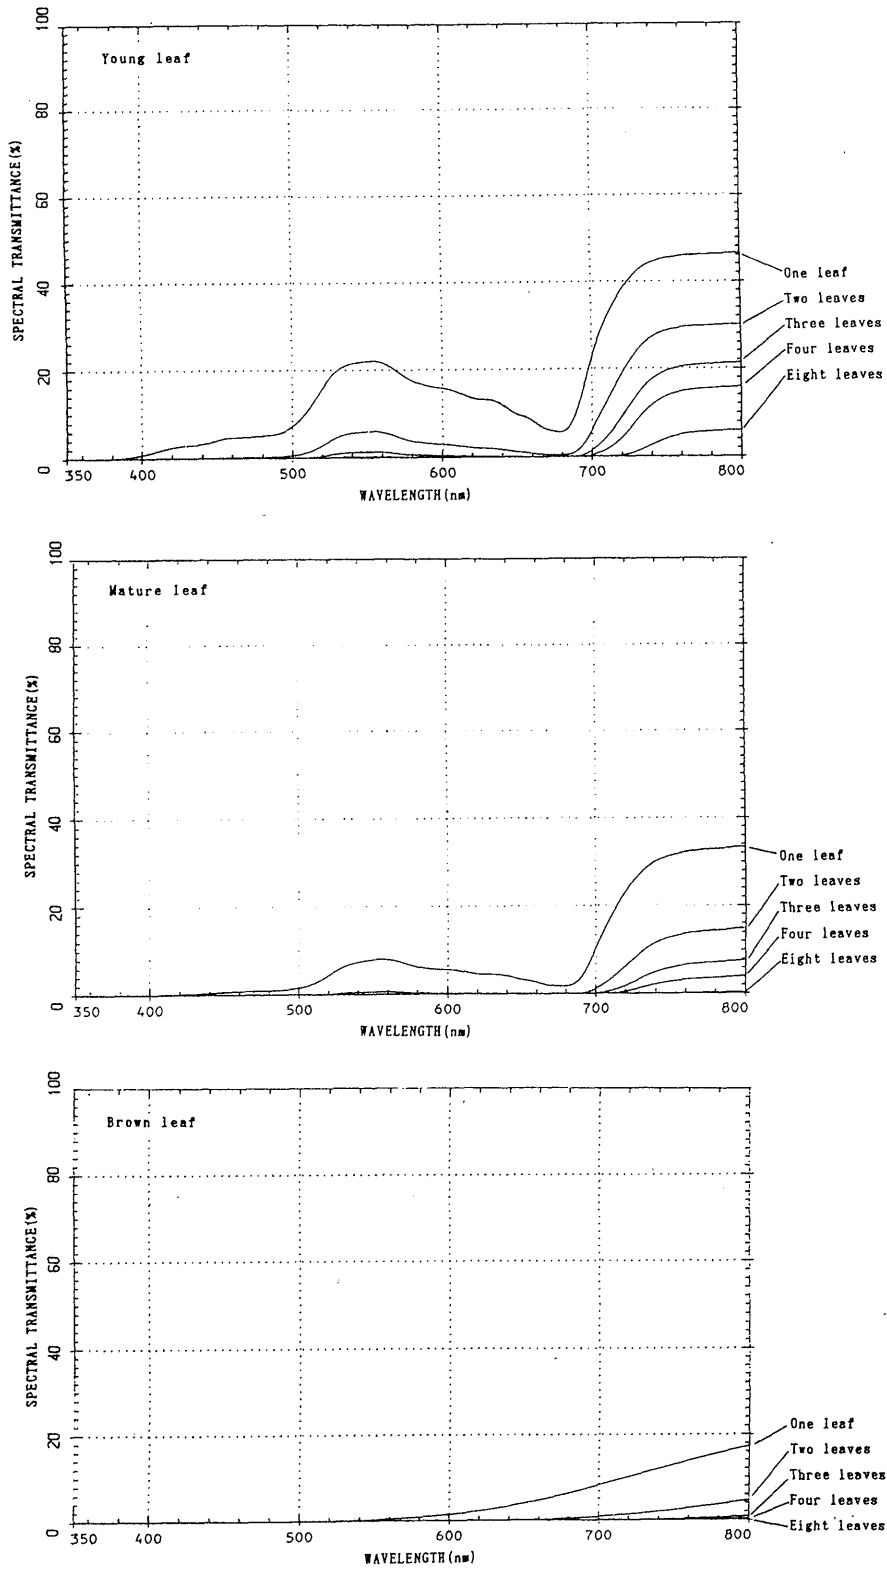 Young leaf
SPECTRAL TRANSMITTANCE(%)
100
80
60
40
20
0
350 400 500 600 700 800
WAVELENGTH(nm)
One leaf
Two leaves
Three leaves
Four leaves
Eight leaves
Mature leaf
SPECTRAL TRANSMITTANCE(%)
100
80
60
40
20
0
350 400 500 600 700 800
WAVELENGTH(nm)
One leaf
Two leaves
Three leaves
Four leaves
Eight leaves
Brown leaf
SPECTRAL TRANSMITTANCE(%)
100
80
60
40
20
0
350 400 500 600 700 800
WAVELENGTH(nm)
One leaf
Two leaves
Three leaves
Four leaves
Eight leaves